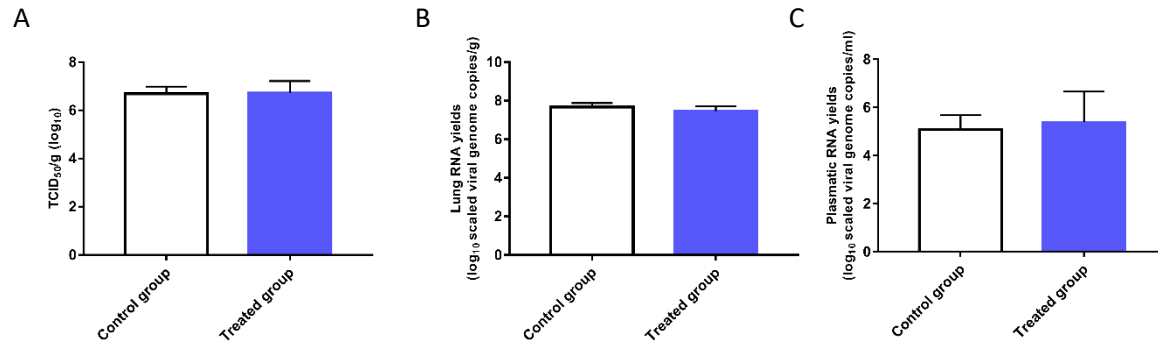 A
TCID50/g (log10)
8
6
4
2
0
Control group
Treated group
B
Lung RNA yields
(log10 scaled viral genome copies/g)
10
8
6
4
2
0
Control group
Treated group
C
Plasmatic RNA yields
(log10 scaled viral genome copies/ml)
8
6
4
2
0
Control group
Treated group